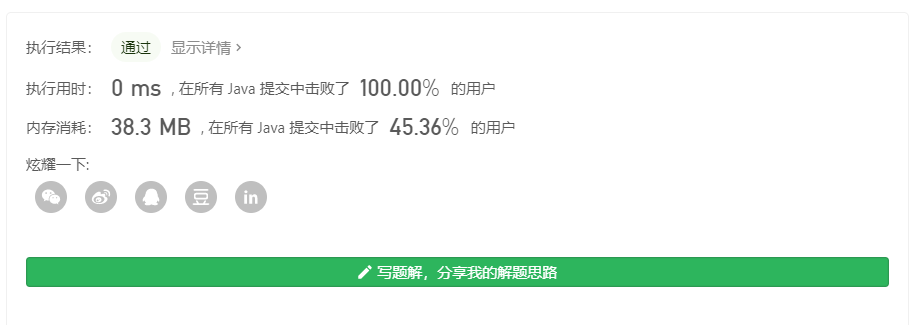 执行结果： 通过 显示详情 ›
执行用时： 0 ms , 在所有 Java 提交中击败了 100.00% 的用户
内存消耗： 38.3 MB , 在所有 Java 提交中击败了 45.36% 的用户
炫耀一下:
豆 in
写题解，分享我的解题思路